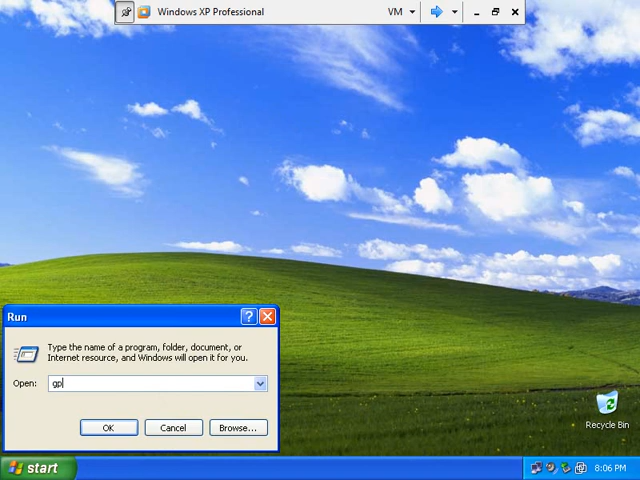 Windows XP Professional
VM
Run
Type the name of a program, folder, document, or
Internet resource, and Windows will open it for you.
Open:
gp
OK
Cancel
Browse...
Recycle Bin
start
8:06 PM